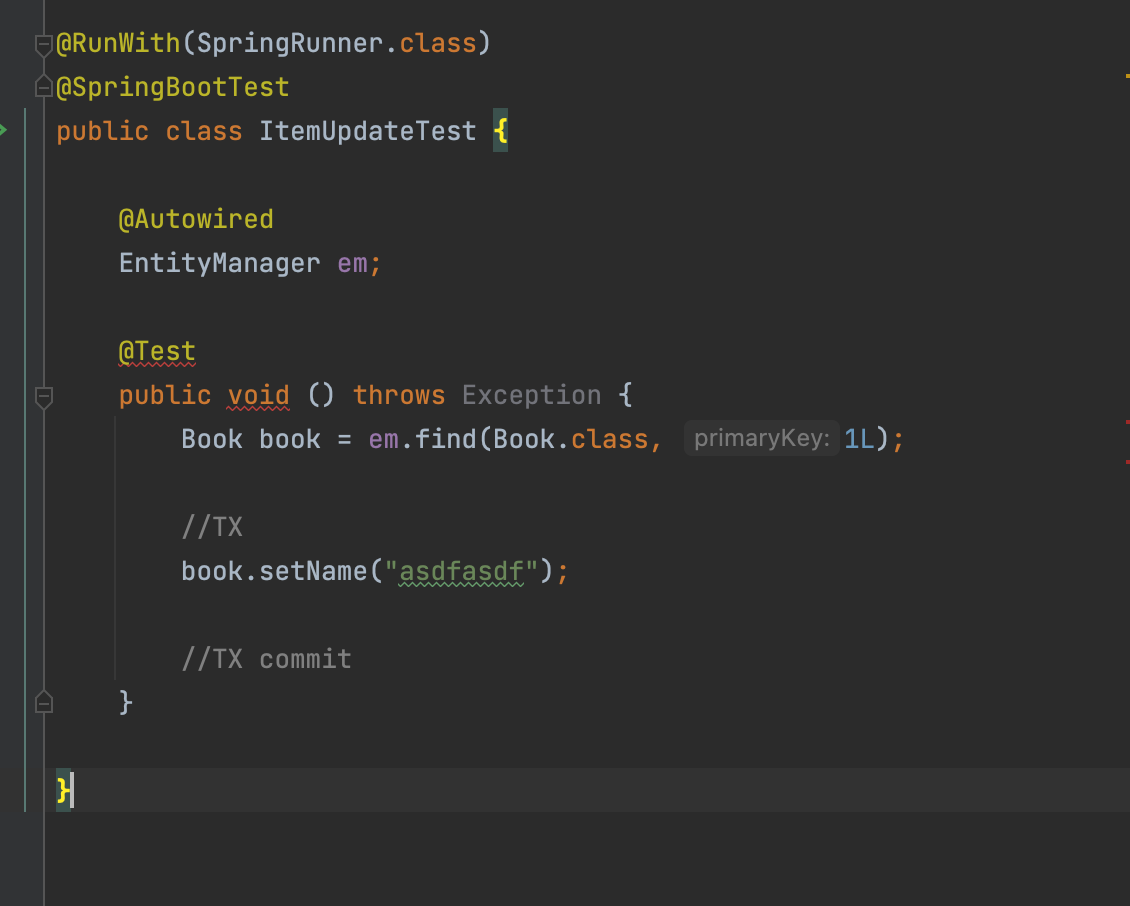 @RunWith(SpringRunner.class)
@SpringBootTest
public class ItemUpdateTest {
@Autowired
EntityManager em;
@Test
public void () throws Exception {
Book book = em.find(Book.class, primaryKey: 1L);
//TX
book.setName("asdfasdf");
//TX commit
}
}